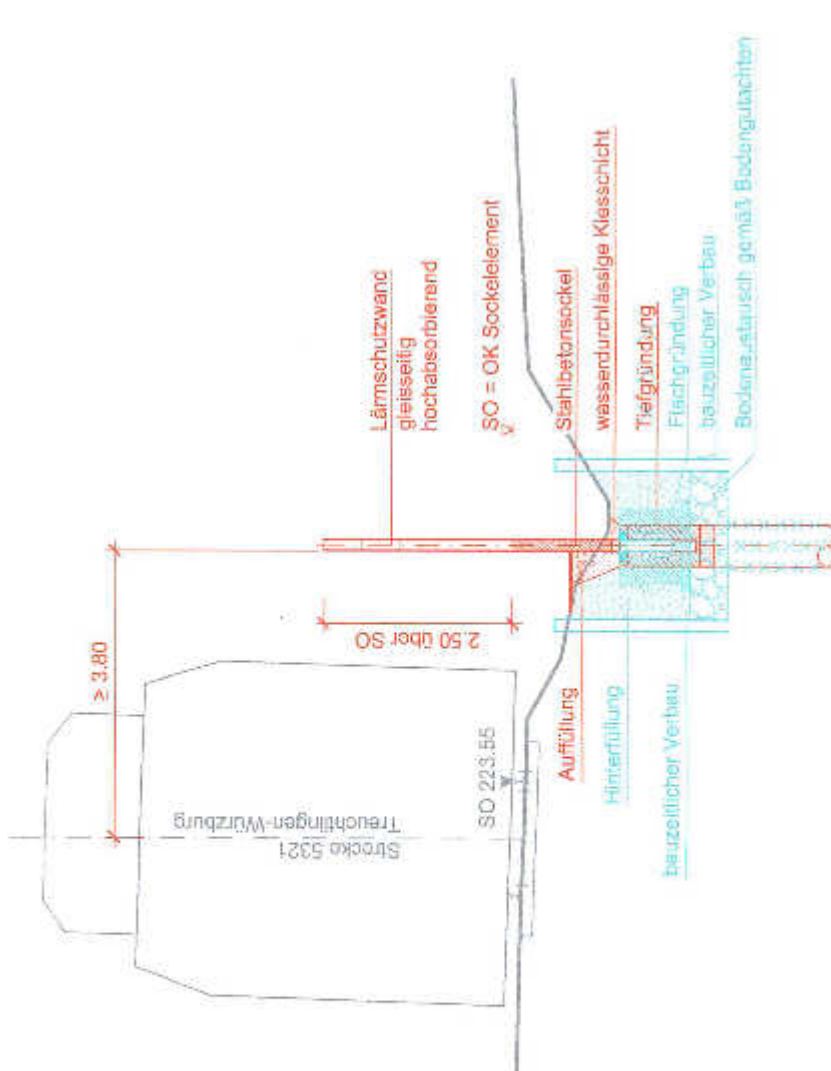 ≥ 3.80
Lärmschutzwand
gleisseitig
hochabsorbierend
2.50 über SO
SO = OK Sockelelement
Strecke 5321
Treuchtlingen-Würzburg
SO 223.55
Stahlbetonsockel
wasserdurchlässige Kiesschicht
Tiefgründung
Flachgründung
bauzeitlicher Verbau
Bodenaustausch gemäß Bodengutachten
Auffüllung
Hinterfüllung
bauzeitlicher Verbau